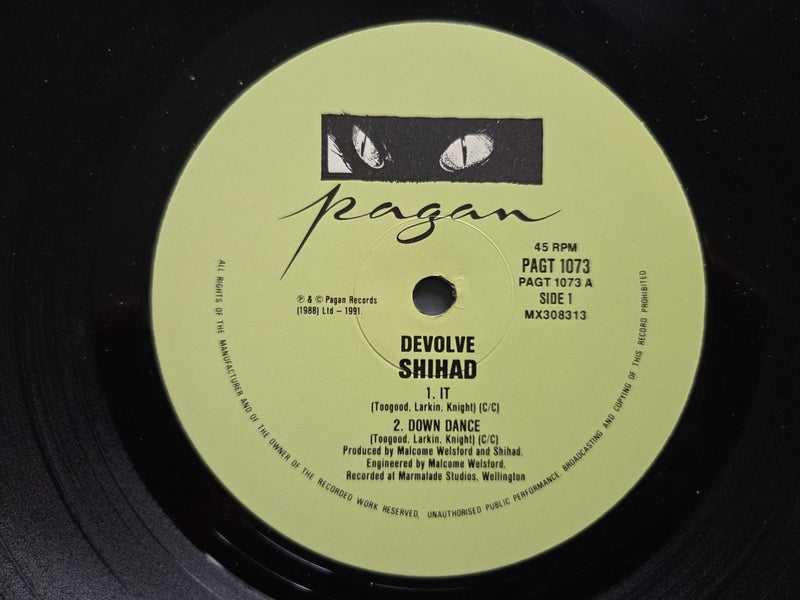 pagan
45 RPM
PAGT 1073
PAGT 1073 A
SIDE 1
MX308313
℗ & © Pagan Records
(1988) Ltd – 1991.
DEVOLVE
SHIHAD
1. IT
(Toogood, Larkin, Knight) (C/C)
2. DOWN DANCE
(Toogood, Larkin, Knight) (C/C)
Produced by Malcome Welsford and Shihad.
Engineered by Malcome Welsford.
Recorded at Marmalade Studios, Wellington
ALL RIGHTS OF THE MANUFACTURER AND OF THE OWNER OF THE RECORDED WORK RESERVED, UNAUTHORISED PUBLIC PERFORMANCE, BROADCASTING AND COPYING OF THIS RECORD PROHIBITED